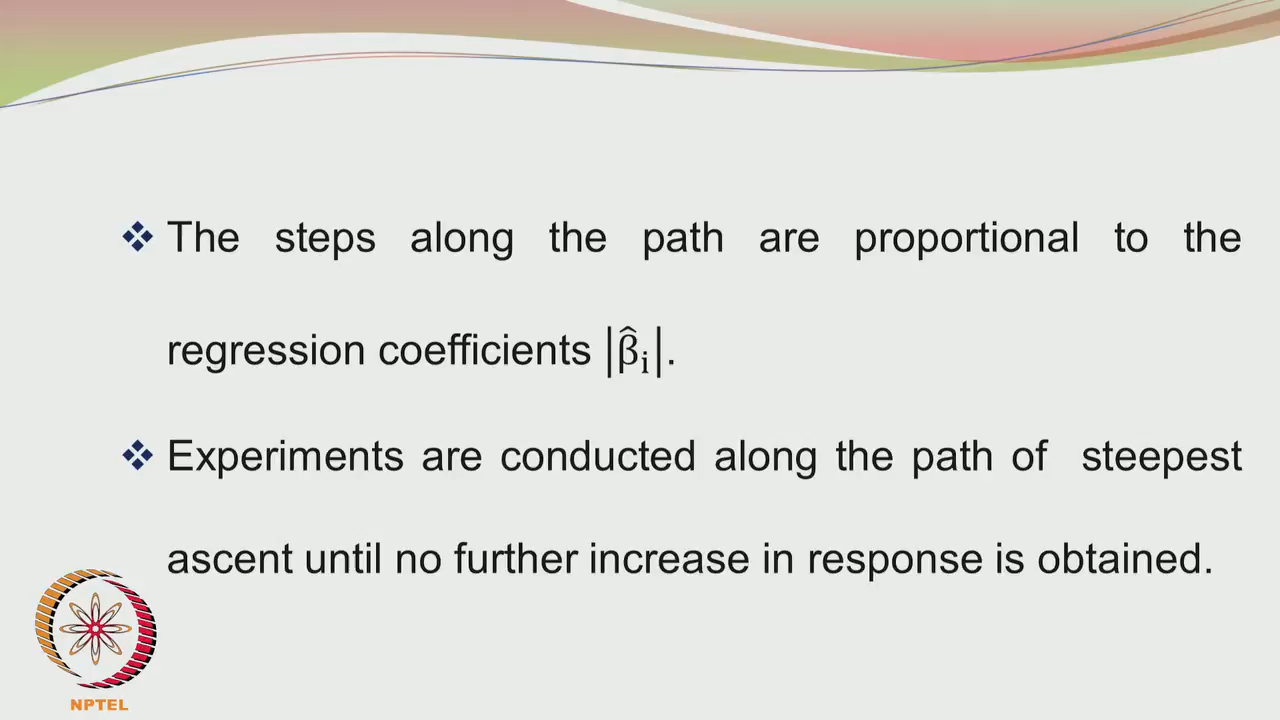 ❖ The steps along the path are proportional to the
regression coefficients |β̂ᵢ|.
❖ Experiments are conducted along the path of steepest
ascent until no further increase in response is obtained.
NPTEL